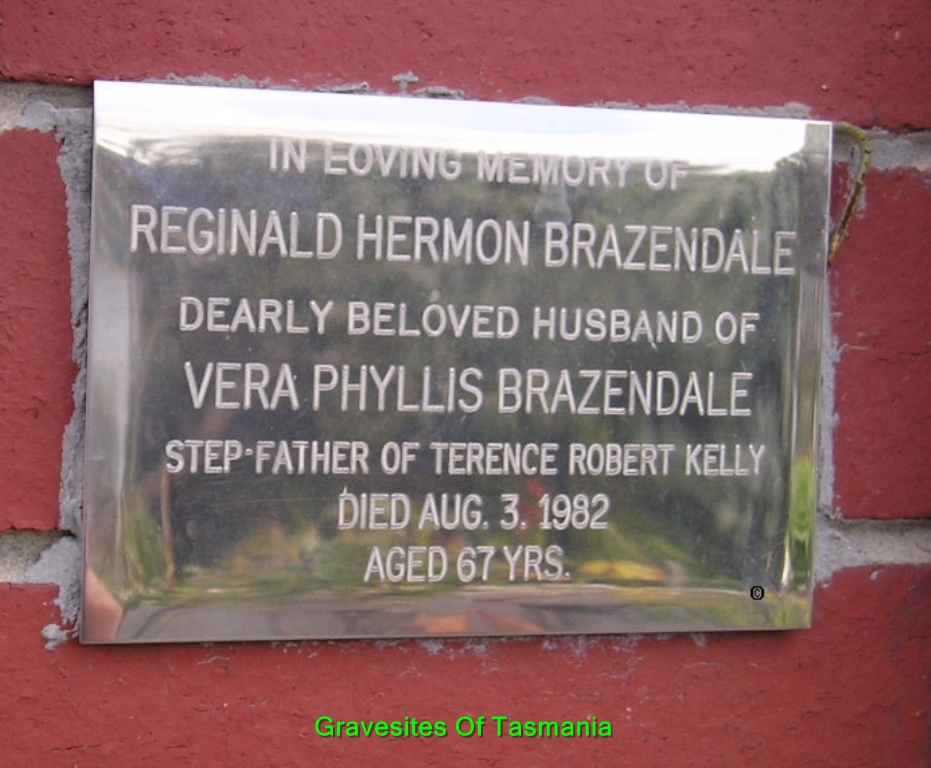 IN LOVING MEMORY OF
REGINALD HERMON BRAZENDALE
DEARLY BELOVED HUSBAND OF
VERA PHYLLIS BRAZENDALE
STEP-FATHER OF TERENCE ROBERT KELLY
DIED AUG. 3. 1982
AGED 67 YRS.
©
Gravesites Of Tasmania